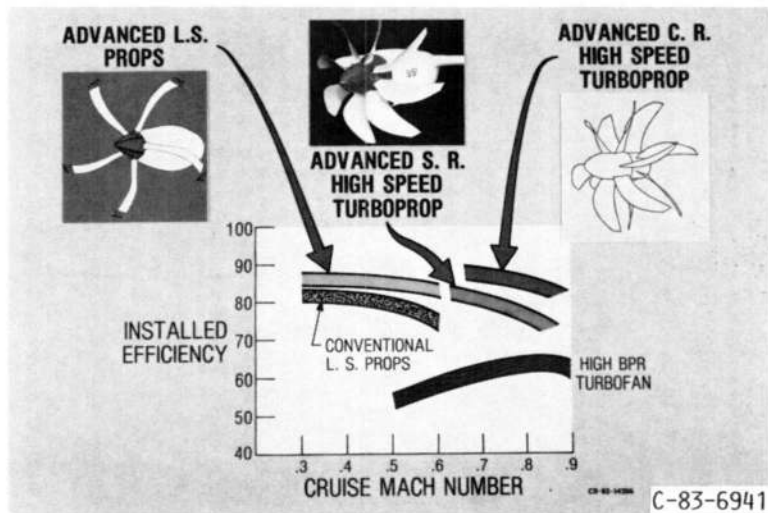 ADVANCED L.S.
PROPS
ADVANCED S. R.
HIGH SPEED
TURBOPROP
ADVANCED C. R.
HIGH SPEED
TURBOPROP
100
90
80
70
60
50
40
INSTALLED
EFFICIENCY
CONVENTIONAL
L. S. PROPS
HIGH BPR
TURBOFAN
.3 .4 .5 .6 .7 .8 .9
CRUISE MACH NUMBER
C-83-6941